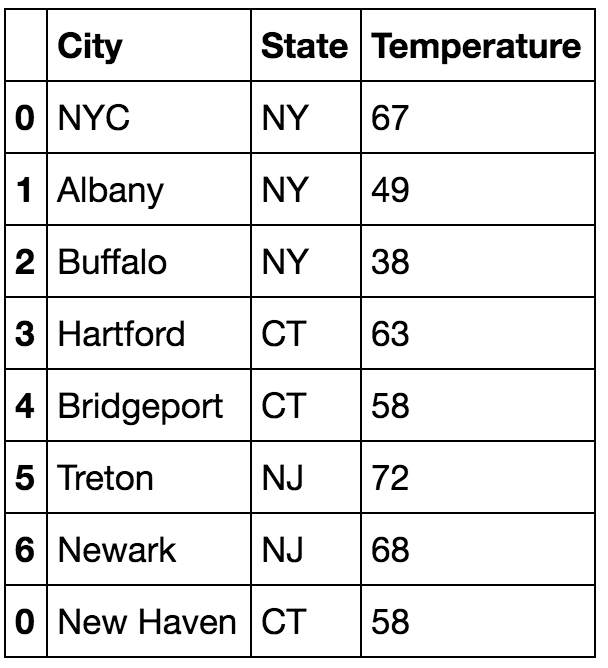 City State Temperature
0 NYC NY 67
1 Albany NY 49
2 Buffalo NY 38
3 Hartford CT 63
4 Bridgeport CT 58
5 Treton NJ 72
6 Newark NJ 68
0 New Haven CT 58